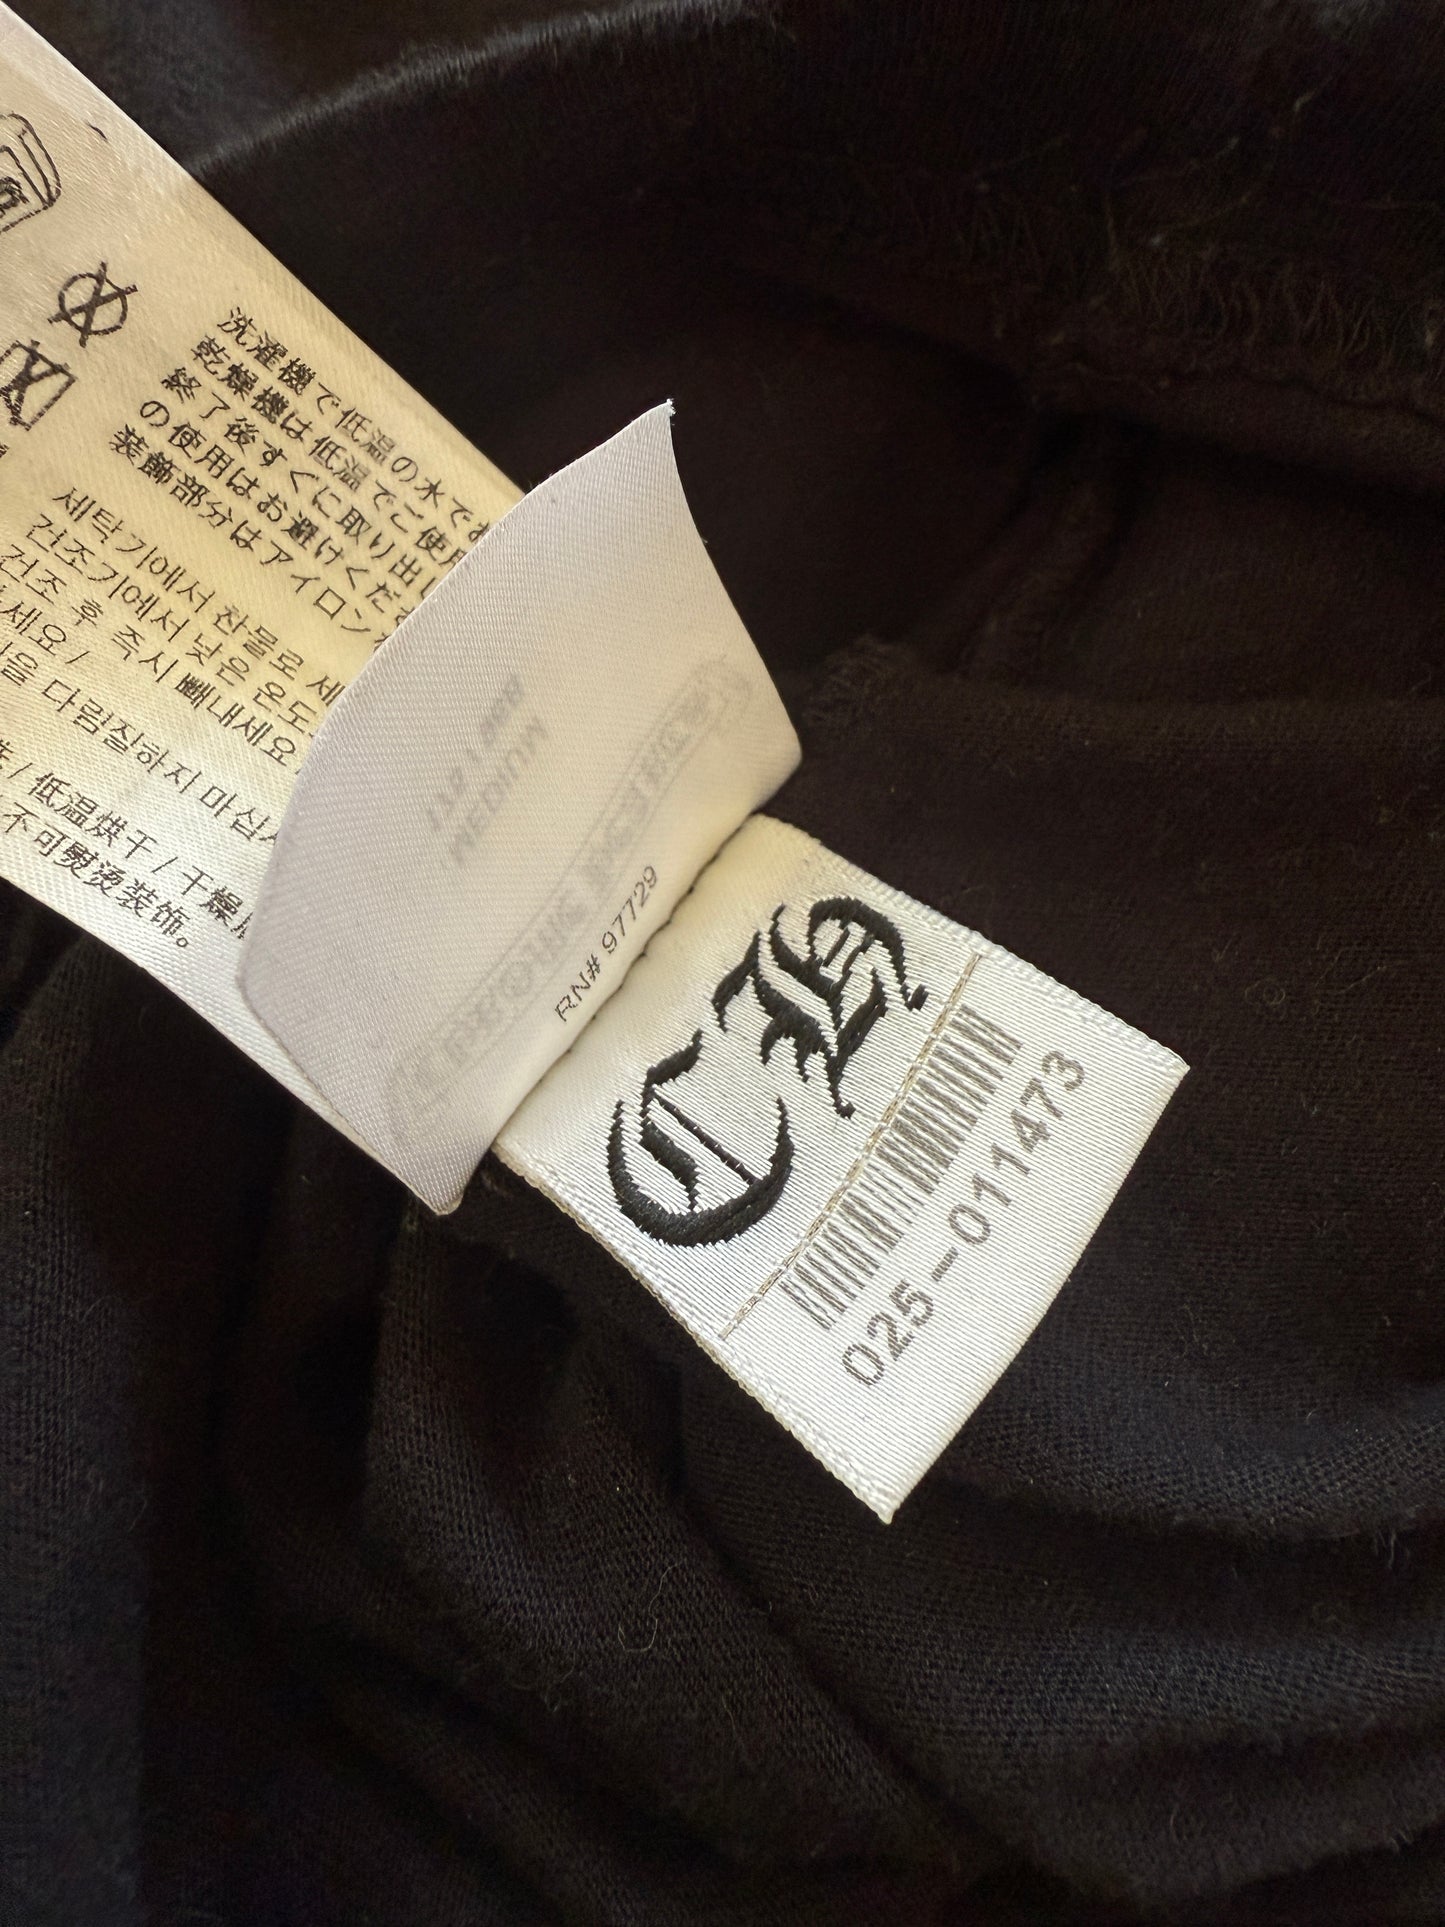 洗濯機で低温の水でお
乾燥機は低温でご使用
終了後すぐに取り出し
の使用はお避けくださ
装飾部分はアイロン
세탁기에서 찬물로 세
건조기에서 낮은 온도
건조 후 즉시 빼내세요
세요 /
을 다림질하지 마십시
/ 低温烘干 / 干燥
不可熨烫装饰。
RN# 97729
CH
025-011473